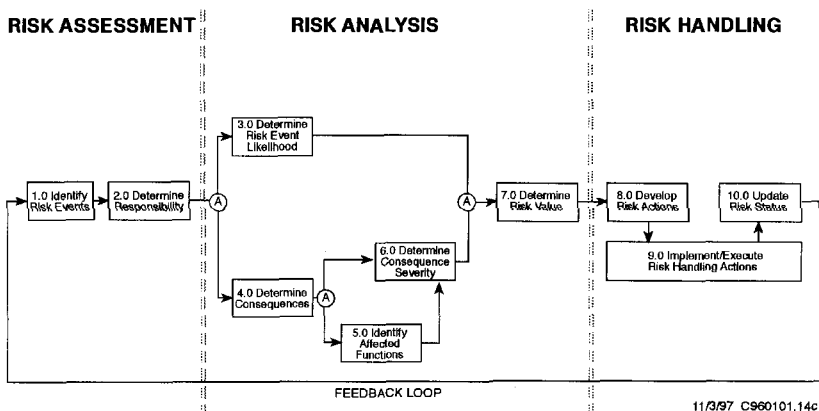 RISK ASSESSMENT
RISK ANALYSIS
RISK HANDLING
1.0 Identify
Risk Events
2.0 Determine
Responsibility
A
3.0 Determine
Risk Event
Likelihood
4.0 Determine
Consequences
A
5.0 Identify
Affected
Functions
6.0 Determine
Consequence
Severity
A
7.0 Determine
Risk Value
8.0 Develop
Risk Actions
9.0 Implement/Execute
Risk Handling Actions
10.0 Update
Risk Status
FEEDBACK LOOP
11/3/97 C960101.14c